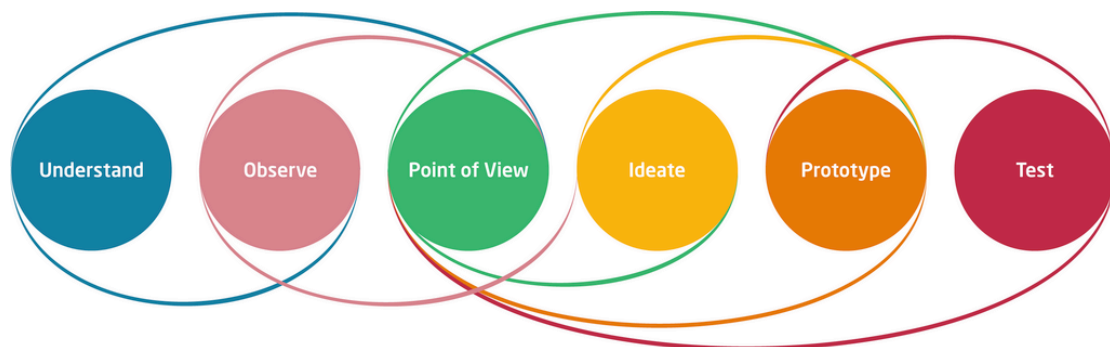 Understand
Observe
Point of View
Ideate
Prototype
Test